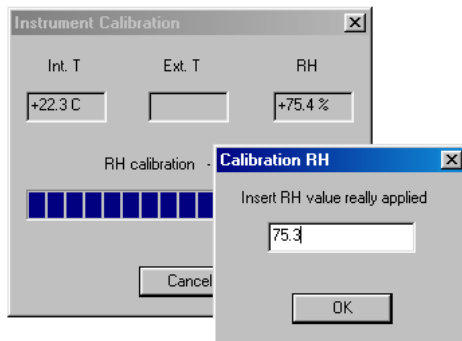 Instrument Calibration
Int. T Ext. T RH
+22.3 C +75.4 %
RH calibration -
Cancel
Calibration RH
Insert RH value really applied
75.3
OK